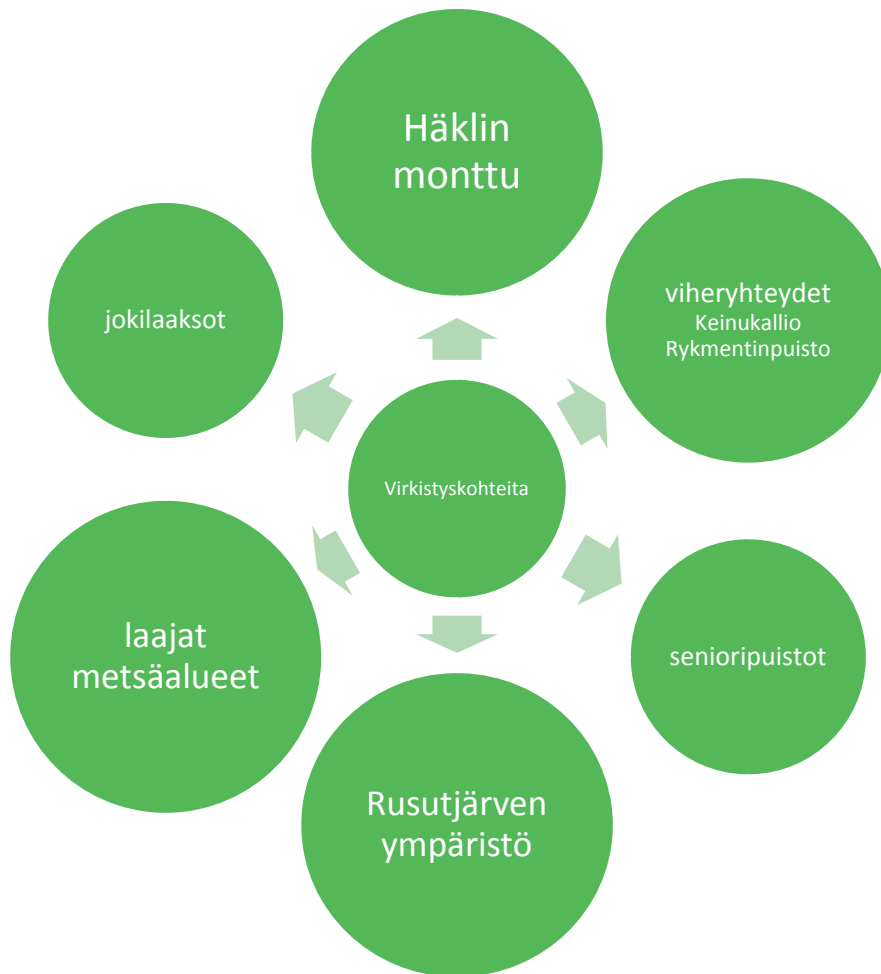 Häklin
monttu
viheryhteydet
Keinukallio
Rykmentinpuisto
jokilaaksot
Virkistyskohteita
laajat
metsäalueet
senioripuistot
Rusutjärven
ympäristö